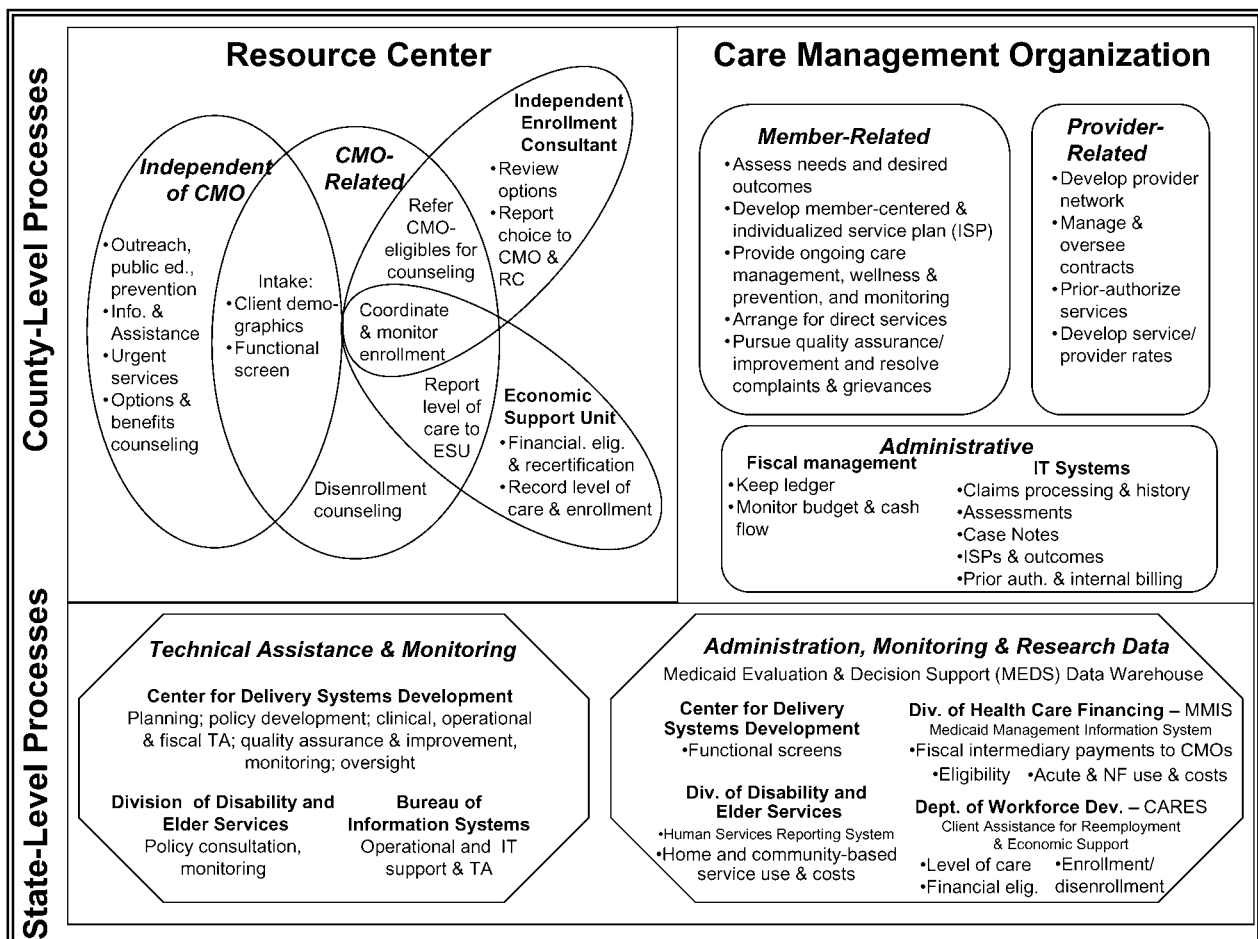 County-Level Processes
Resource Center
Independent
of CMO
•Outreach,
public ed.,
prevention
•Info. &
Assistance
•Urgent
services
•Options &
benefits
counseling
Intake:
•Client demo-
graphics
•Functional
screen
CMO-
Related
Refer
CMO-
eligibles for
counseling
Coordinate
& monitor
enrollment
Report
level of
care to
ESU
Disenrollment
counseling
Independent
Enrollment
Consultant
•Review
options
•Report
choice to
CMO &
RC
Economic
Support Unit
•Financial. elig.
& recertification
•Record level of
care & enrollment
Care Management Organization
Member-Related
•Assess needs and desired
outcomes
•Develop member-centered &
individualized service plan (ISP)
•Provide ongoing care
management, wellness &
prevention, and monitoring
•Arrange for direct services
•Pursue quality assurance/
improvement and resolve
complaints & grievances
Provider-
Related
•Develop provider
network
•Manage &
oversee
contracts
•Prior-authorize
services
•Develop service/
provider rates
Administrative
Fiscal management
•Keep ledger
•Monitor budget & cash
flow
IT Systems
•Claims processing & history
•Assessments
•Case Notes
•ISPs & outcomes
•Prior auth. & internal billing
State-Level Processes
Technical Assistance & Monitoring
Center for Delivery Systems Development
Planning; policy development; clinical, operational
& fiscal TA; quality assurance & improvement,
monitoring; oversight
Division of Disability and
Elder Services
Policy consultation,
monitoring
Bureau of
Information Systems
Operational and IT
support & TA
Administration, Monitoring & Research Data
Medicaid Evaluation & Decision Support (MEDS) Data Warehouse
Center for Delivery
Systems Development
•Functional screens
Div. of Disability and
Elder Services
•Human Services Reporting System
•Home and community-based
service use & costs
Div. of Health Care Financing – MMIS
Medicaid Management Information System
•Fiscal intermediary payments to CMOs
•Eligibility •Acute & NF use & costs
Dept. of Workforce Dev. – CARES
Client Assistance for Reemployment
& Economic Support
•Level of care •Enrollment/
•Financial elig. disenrollment